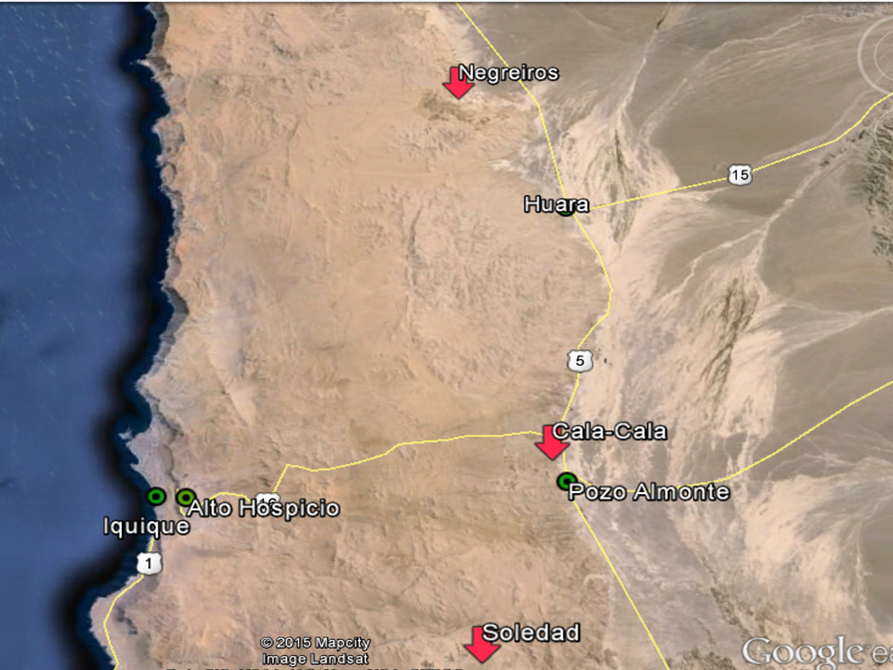 Negreiros
15
Huara
5
Cala-Cala
Pozo Almonte
Alto Hospicio
Iquique
1
Soledad
© 2015 Mapcity
Image Landsat
Google e